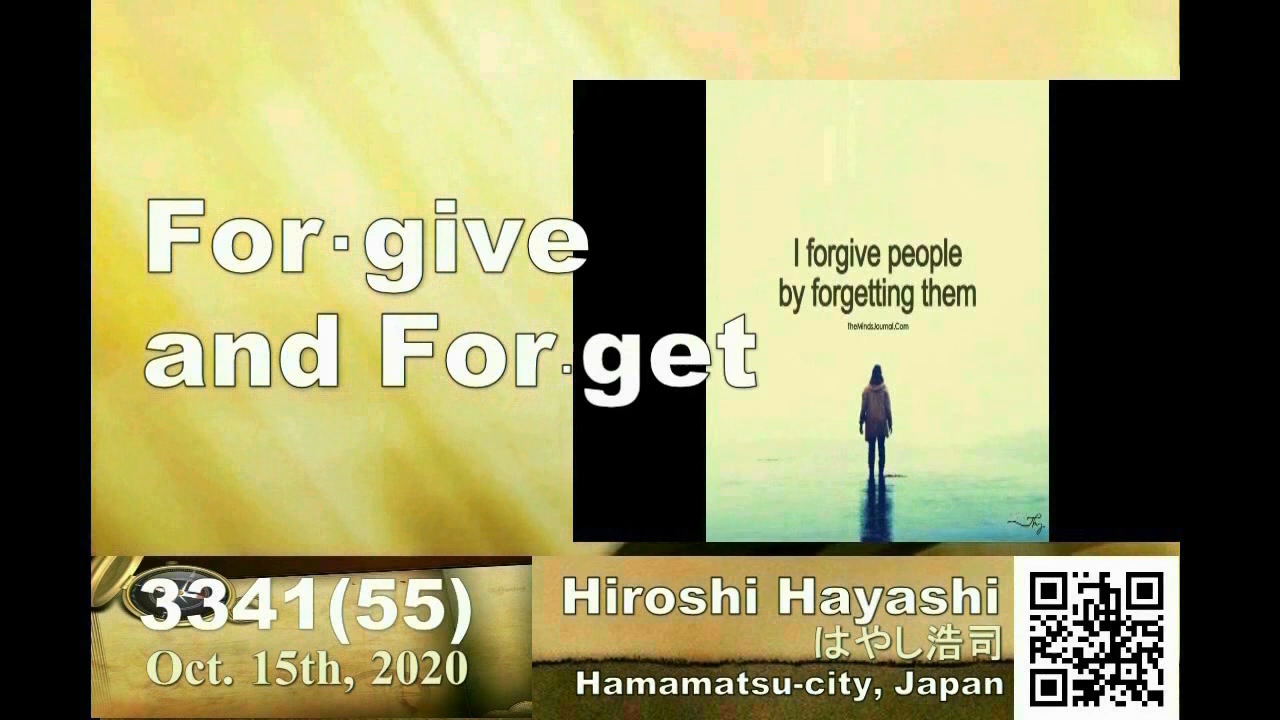 For·give
and For·get
I forgive people
by forgetting them
TheMindsJournal.Com
3341(55)
Oct. 15th, 2020
Hiroshi Hayashi
はやし浩司
Hamamatsu-city, Japan